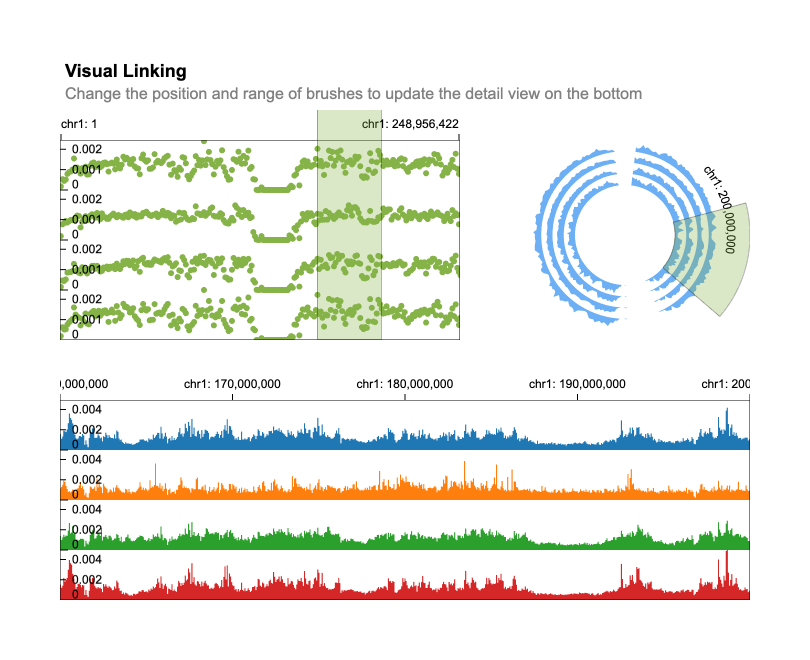 Visual Linking
Change the position and range of brushes to update the detail view on the bottom
chr1: 1
chr1: 248,956,422
0.002
0.001
0
0.002
0.001
0
0.002
0.001
0
0.002
0.001
0
chr1: 200,000,000
0,000,000
chr1: 170,000,000
chr1: 180,000,000
chr1: 190,000,000
chr1: 200
0.004
0.002
0
0.004
0.002
0
0.004
0.002
0
0.004
0.002
0